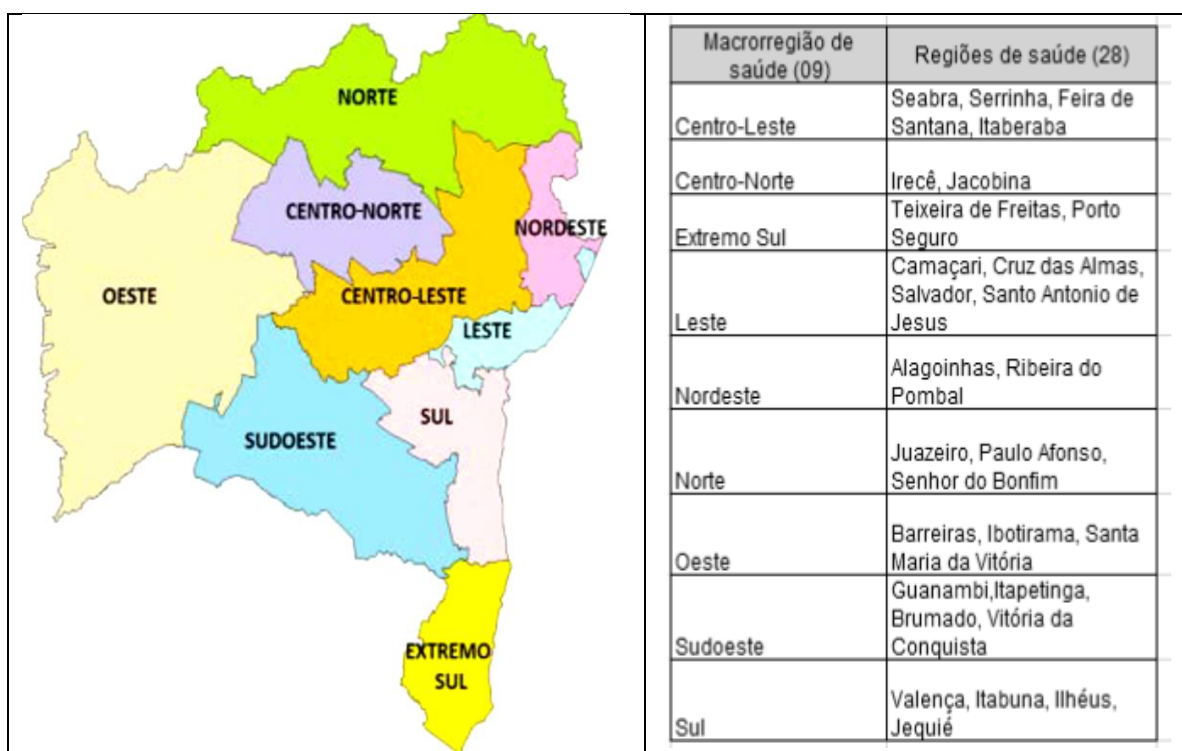 NORTE
CENTRO-NORTE
NORDESTE
OESTE
CENTRO-LESTE
LESTE
SUL
SUDOESTE
EXTREMO
SUL
Macrorregião de
saúde (09)
Regiões de saúde (28)
Centro-Leste
Seabra, Serrinha, Feira de
Santana, Itaberaba
Centro-Norte
Irecê, Jacobina
Extremo Sul
Teixeira de Freitas, Porto
Seguro
Leste
Camaçari, Cruz das Almas,
Salvador, Santo Antonio de
Jesus
Nordeste
Alagoinhas, Ribeira do
Pombal
Norte
Juazeiro, Paulo Afonso,
Senhor do Bonfim
Oeste
Barreiras, Ibotirama, Santa
Maria da Vitória
Sudoeste
Guanambi,Itapetinga,
Brumado, Vitória da
Conquista
Sul
Valença, Itabuna, Ilhéus,
Jequié